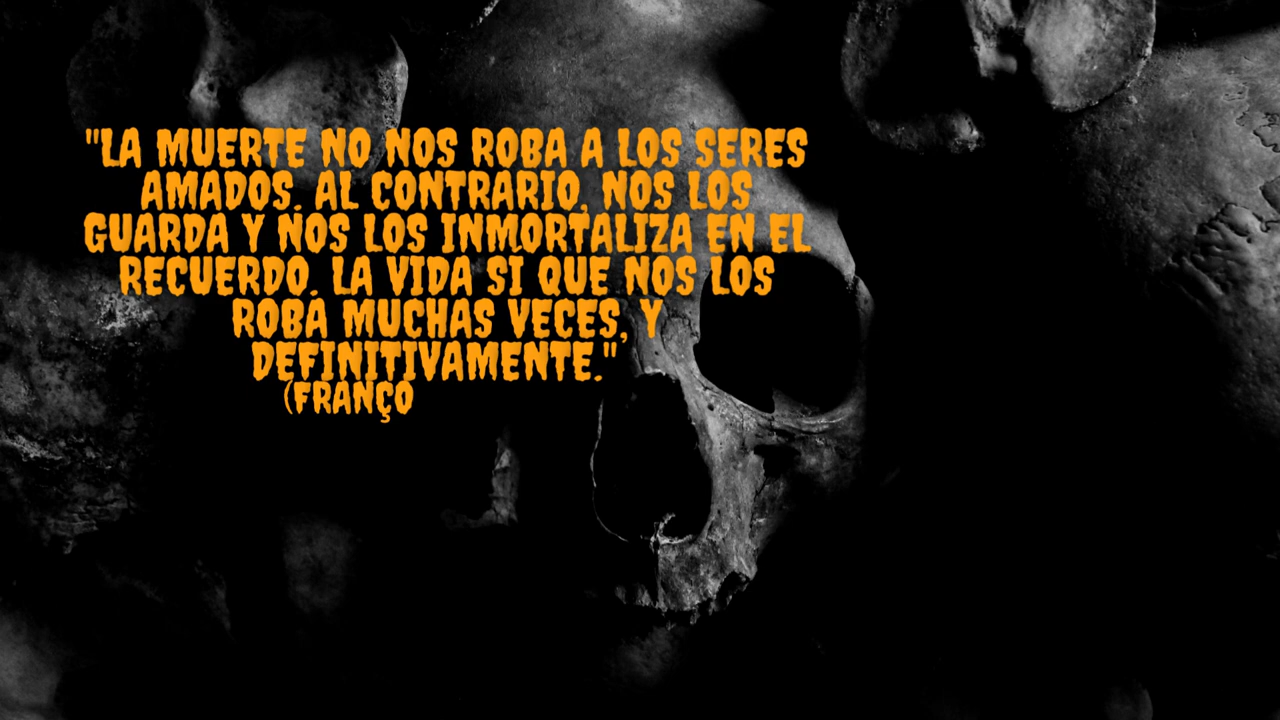 "LA MUERTE NO NOS ROBA A LOS SERES
AMADOS. AL CONTRARIO, NOS LOS
GUARDA Y NOS LOS INMORTALIZA EN EL
RECUERDO. LA VIDA SI QUE NOS LOS
ROBA MUCHAS VECES, Y
DEFINITIVAMENTE."
(FRANÇO